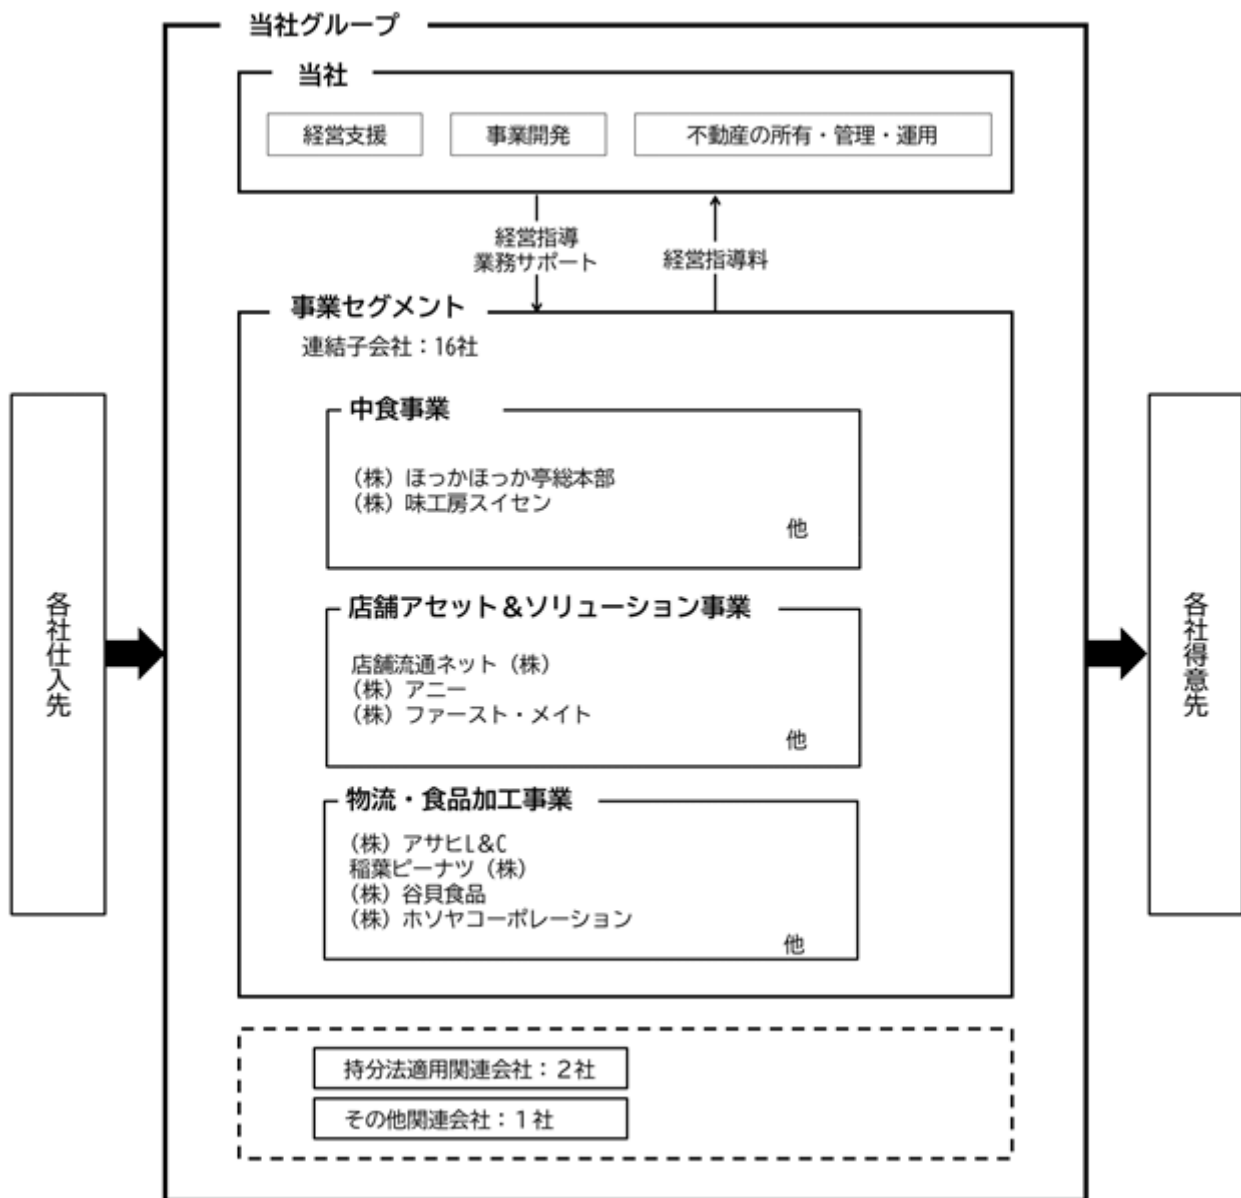 当社グループ
当社
経営支援
事業開発
不動産の所有・管理・運用
経営指導
業務サポート
経営指導料
事業セグメント
連結子会社：16社
中食事業
（株）ほっかほっか亭総本部
（株）味工房スイセン
他
店舗アセット＆ソリューション事業
店舗流通ネット（株）
（株）アニー
（株）ファースト・メイト
他
物流・食品加工事業
（株）アサヒL&C
稲葉ピーナツ（株）
（株）谷貝食品
（株）ホソヤコーポレーション
他
持分法適用関連会社：２社
その他関連会社：１社
各社仕入先
各社得意先